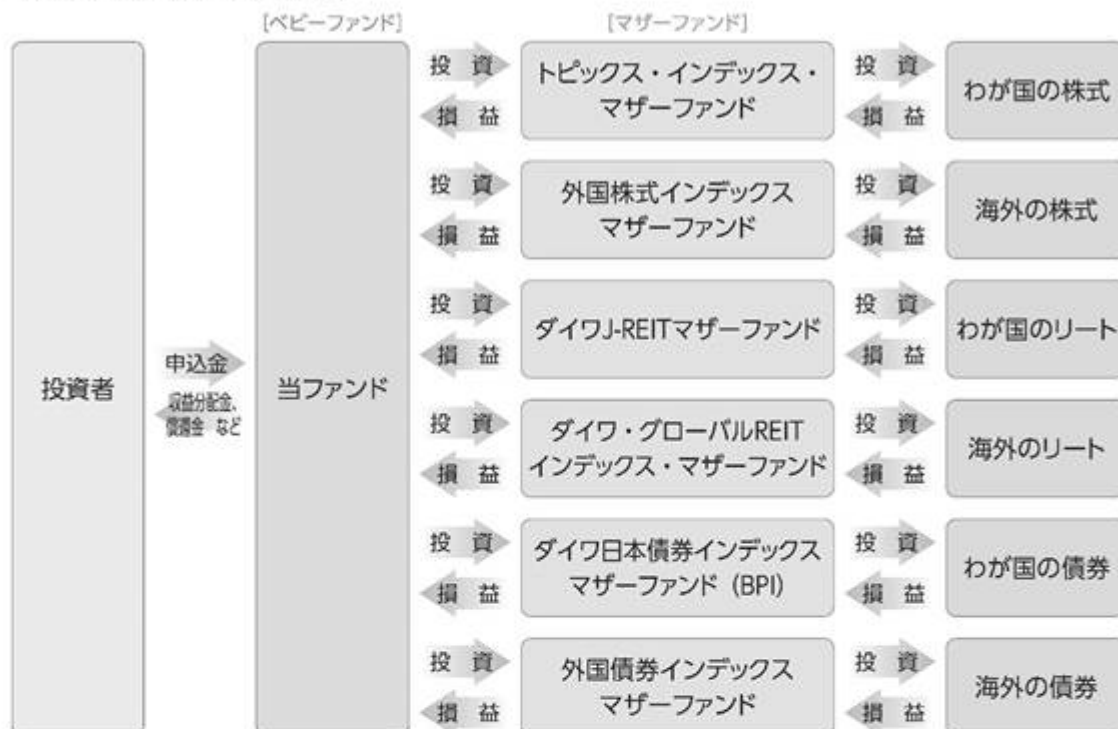 [ベビーファンド]
[マザーファンド]
投資者
申込金
収益分配金、
償還金 など
当ファンド
投 資
損 益
トピックス・インデックス・
マザーファンド
投 資
損 益
わが国の株式
投 資
損 益
外国株式インデックス
マザーファンド
投 資
損 益
海外の株式
投 資
損 益
ダイワJ-REITマザーファンド
投 資
損 益
わが国のリート
投 資
損 益
ダイワ・グローバルREIT
インデックス・マザーファンド
投 資
損 益
海外のリート
投 資
損 益
ダイワ日本債券インデックス
マザーファンド（BPI）
投 資
損 益
わが国の債券
投 資
損 益
外国債券インデックス
マザーファンド
投 資
損 益
海外の債券